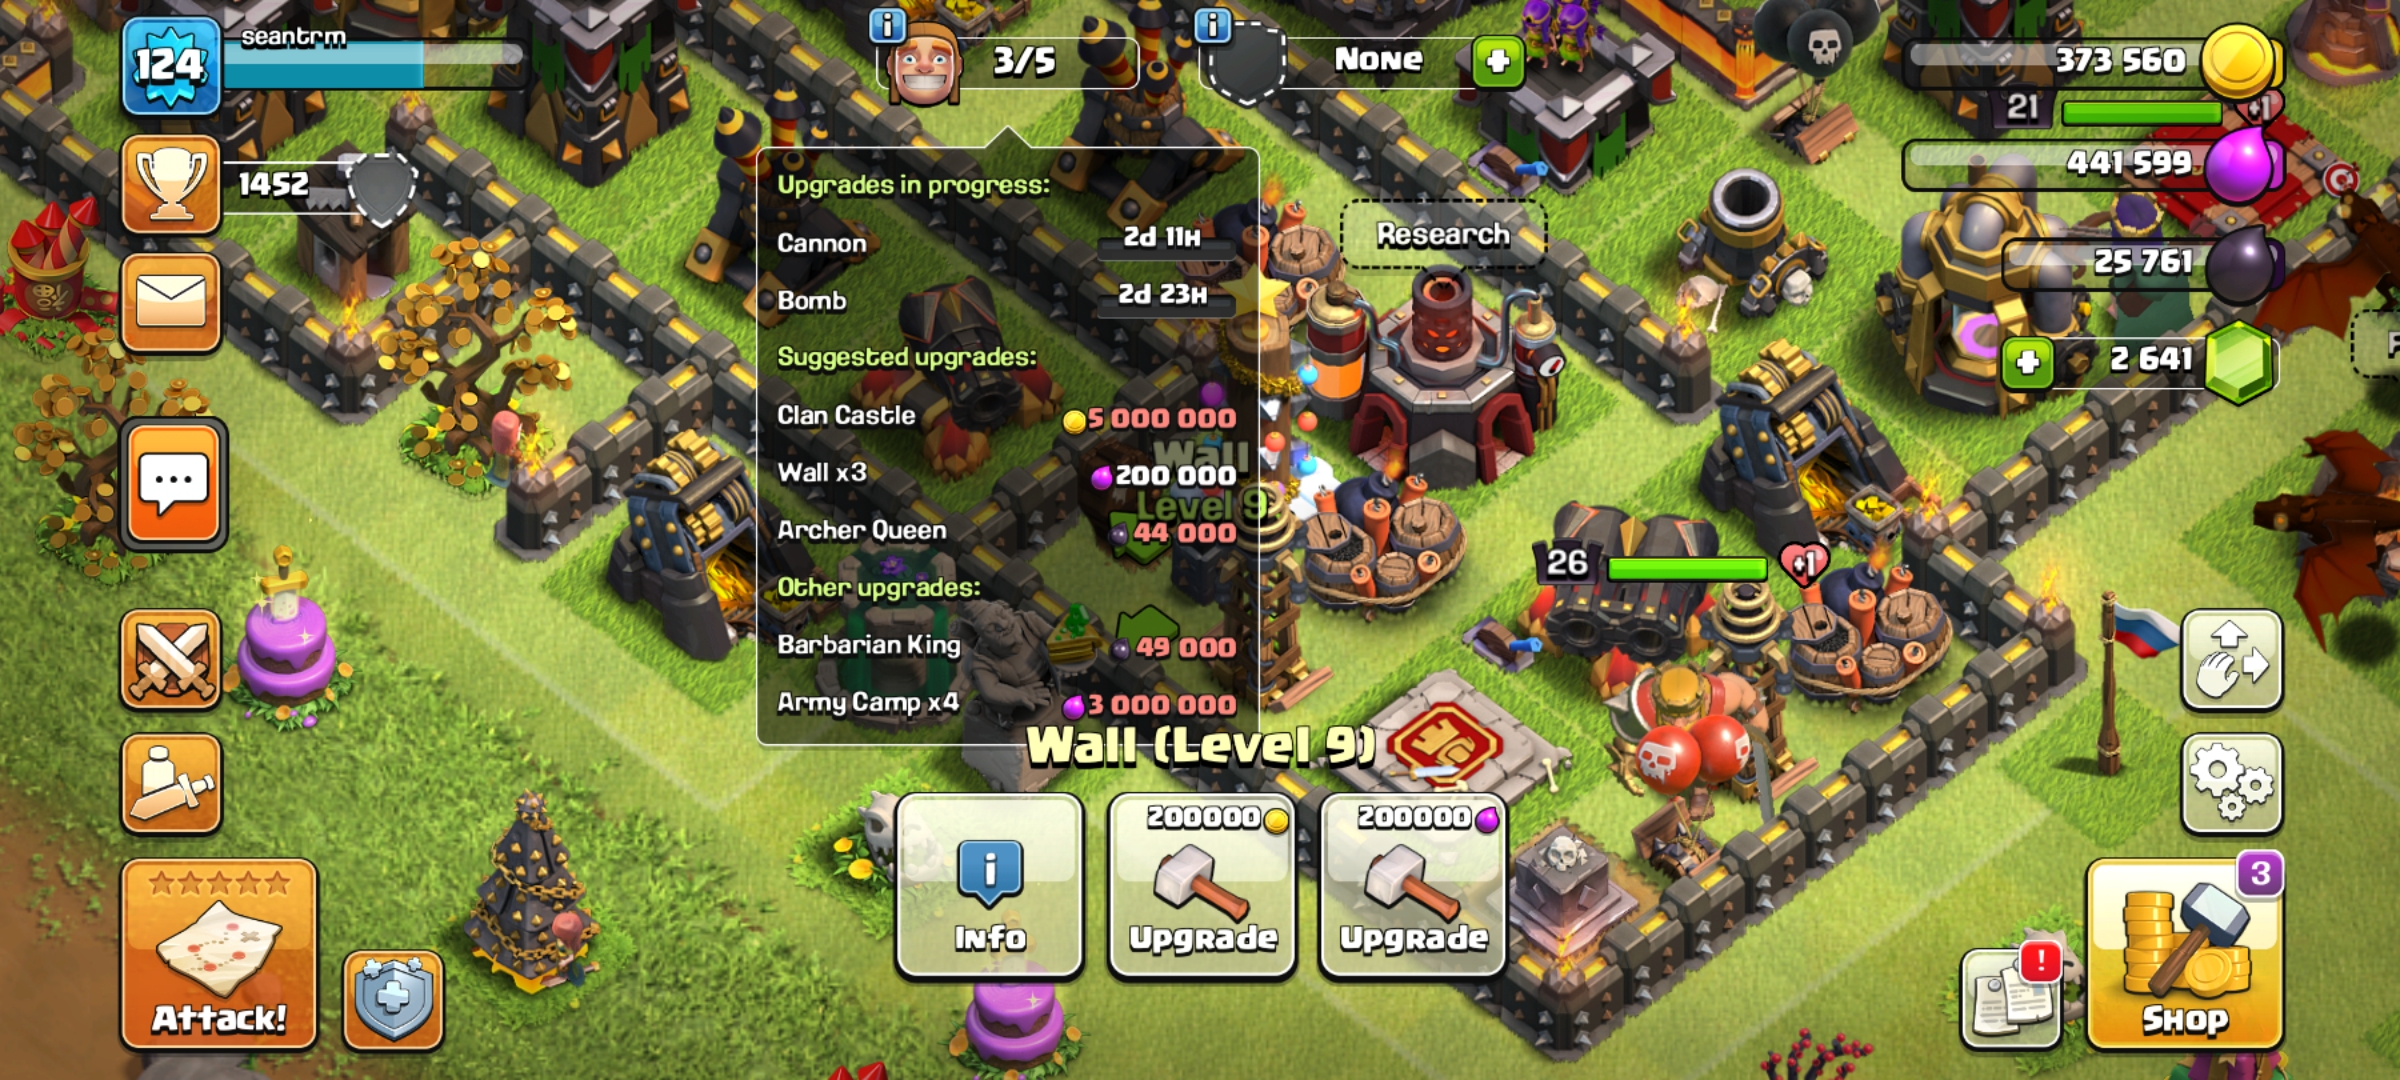 124
seantrm
3/5
None
373 560
21
+1
441 599
1452
25 761
2 641
Research
Upgrades in progress:
Cannon 2d 11H
Bomb 2d 23H
Suggested upgrades:
Clan Castle 5 000 000
Wall x3 200 000
Archer Queen 44 000
Other upgrades:
Barbarian King 49 000
Army Camp x4 3 000 000
Wall
Level 9
26
+1
Wall (Level 9)
Info
200000
Upgrade
200000
Upgrade
Attack!
3
!
Shop